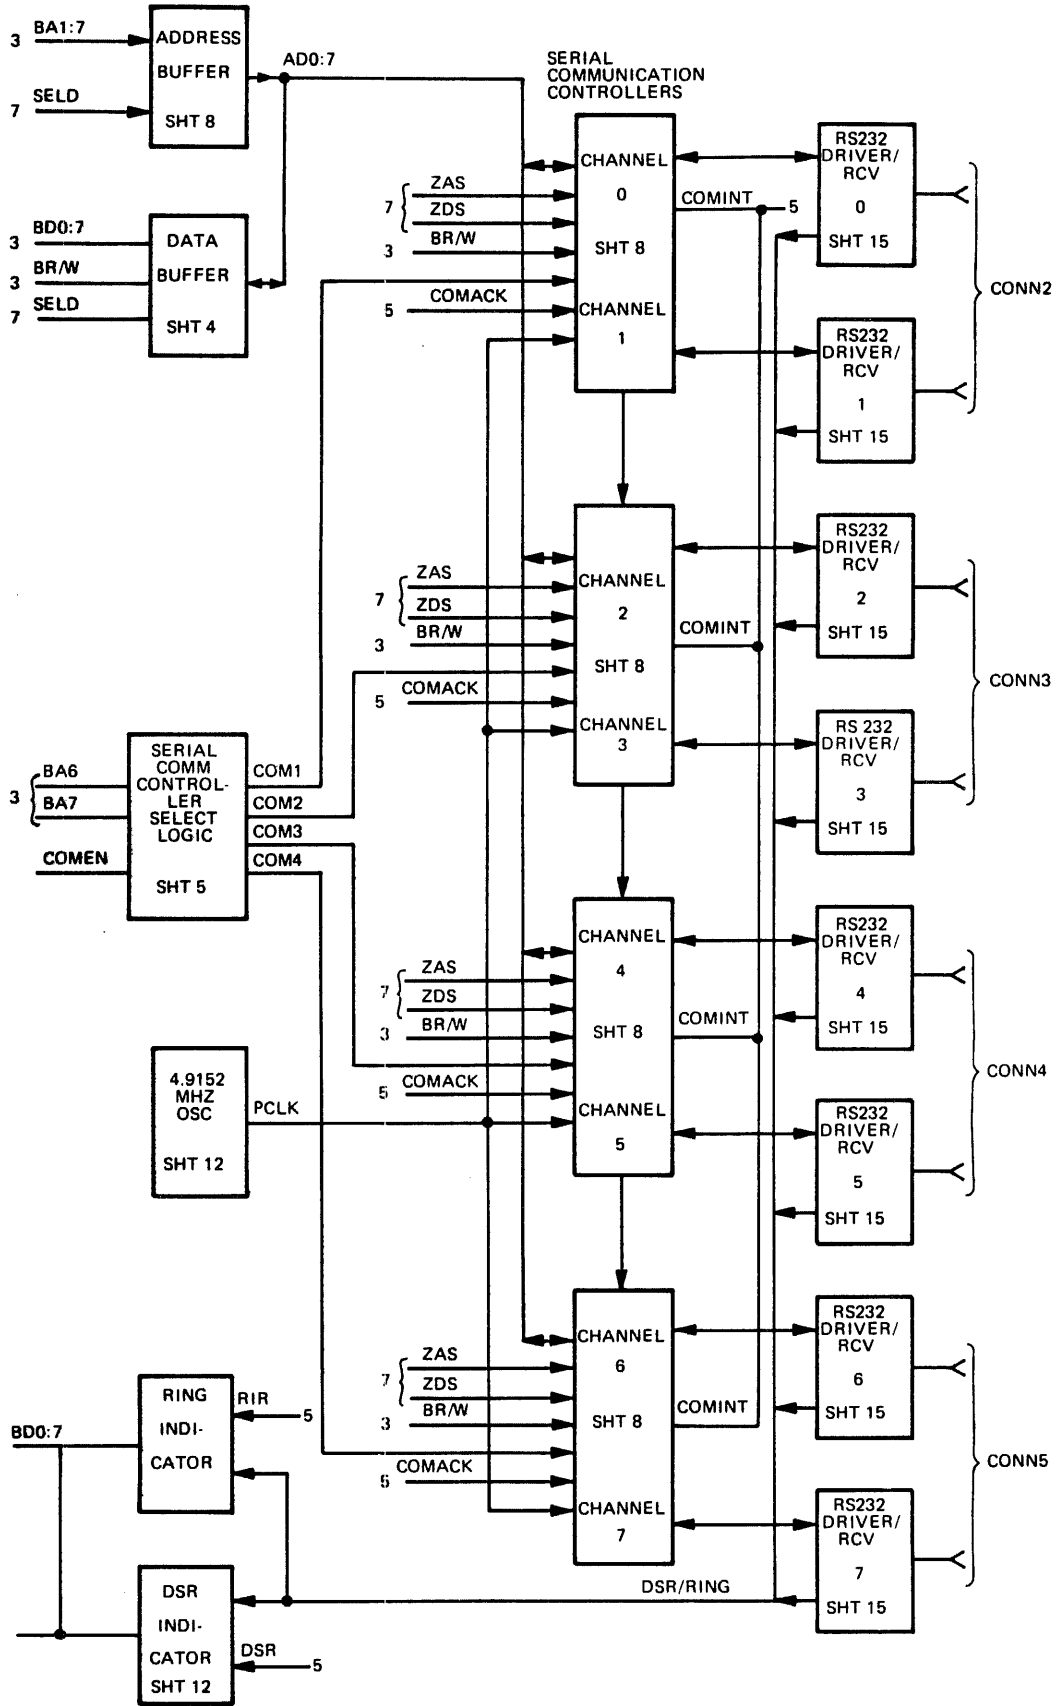 3 BA1:7
7 SELD
ADDRESS
BUFFER
SHT 8
AD0:7
3 BD0:7
3 BR/W
7 SELD
DATA
BUFFER
SHT 4
SERIAL
COMMUNICATION
CONTROLLERS
7 ZAS
ZDS
3 BR/W
5 COMACK
CHANNEL
0
SHT 8
CHANNEL
1
COMINT
5
RS232
DRIVER/
RCV
0
SHT 15
RS232
DRIVER/
RCV
1
SHT 15
CONN2
7 ZAS
ZDS
3 BR/W
5 COMACK
CHANNEL
2
SHT 8
CHANNEL
3
COMINT
RS232
DRIVER/
RCV
2
SHT 15
RS 232
DRIVER/
RCV
3
SHT 15
CONN3
3 BA6
BA7
COMEN
SERIAL
COMM
CONTROL-
LER
SELECT
LOGIC
SHT 5
COM1
COM2
COM3
COM4
7 ZAS
ZDS
3 BR/W
5 COMACK
CHANNEL
4
SHT 8
CHANNEL
5
COMINT
RS232
DRIVER/
RCV
4
SHT 15
RS232
DRIVER/
RCV
5
SHT 15
CONN4
4.9152
MHZ
OSC
SHT 12
PCLK
7 ZAS
ZDS
3 BR/W
5 COMACK
CHANNEL
6
SHT 8
CHANNEL
7
COMINT
RS232
DRIVER/
RCV
6
SHT 15
RS232
DRIVER/
RCV
7
SHT 15
CONN5
BD0:7
RING
INDI-
CATOR
RIR
5
DSR
INDI-
CATOR
SHT 12
DSR
5
DSR/RING